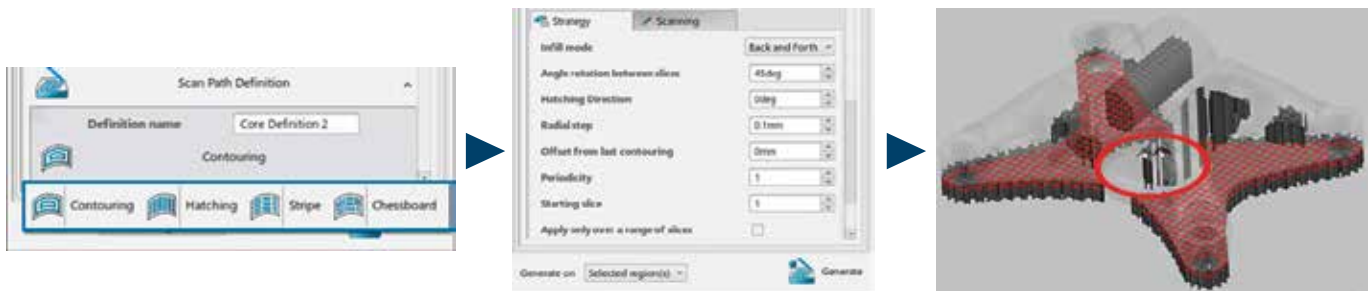 Scan Path Definition
Definition name Core Definition 2
Contouring
Contouring Hatching Stripe Chessboard
Strategy Scanning
Infill mode Back and Forth
Angle rotation between slices 45deg
Hatching Direction 0deg
Radial step 0.1mm
Offset from last contouring 0mm
Periodicity 1
Starting slice 1
Apply only over a range of slices
Generate on Selected region(s) Generate